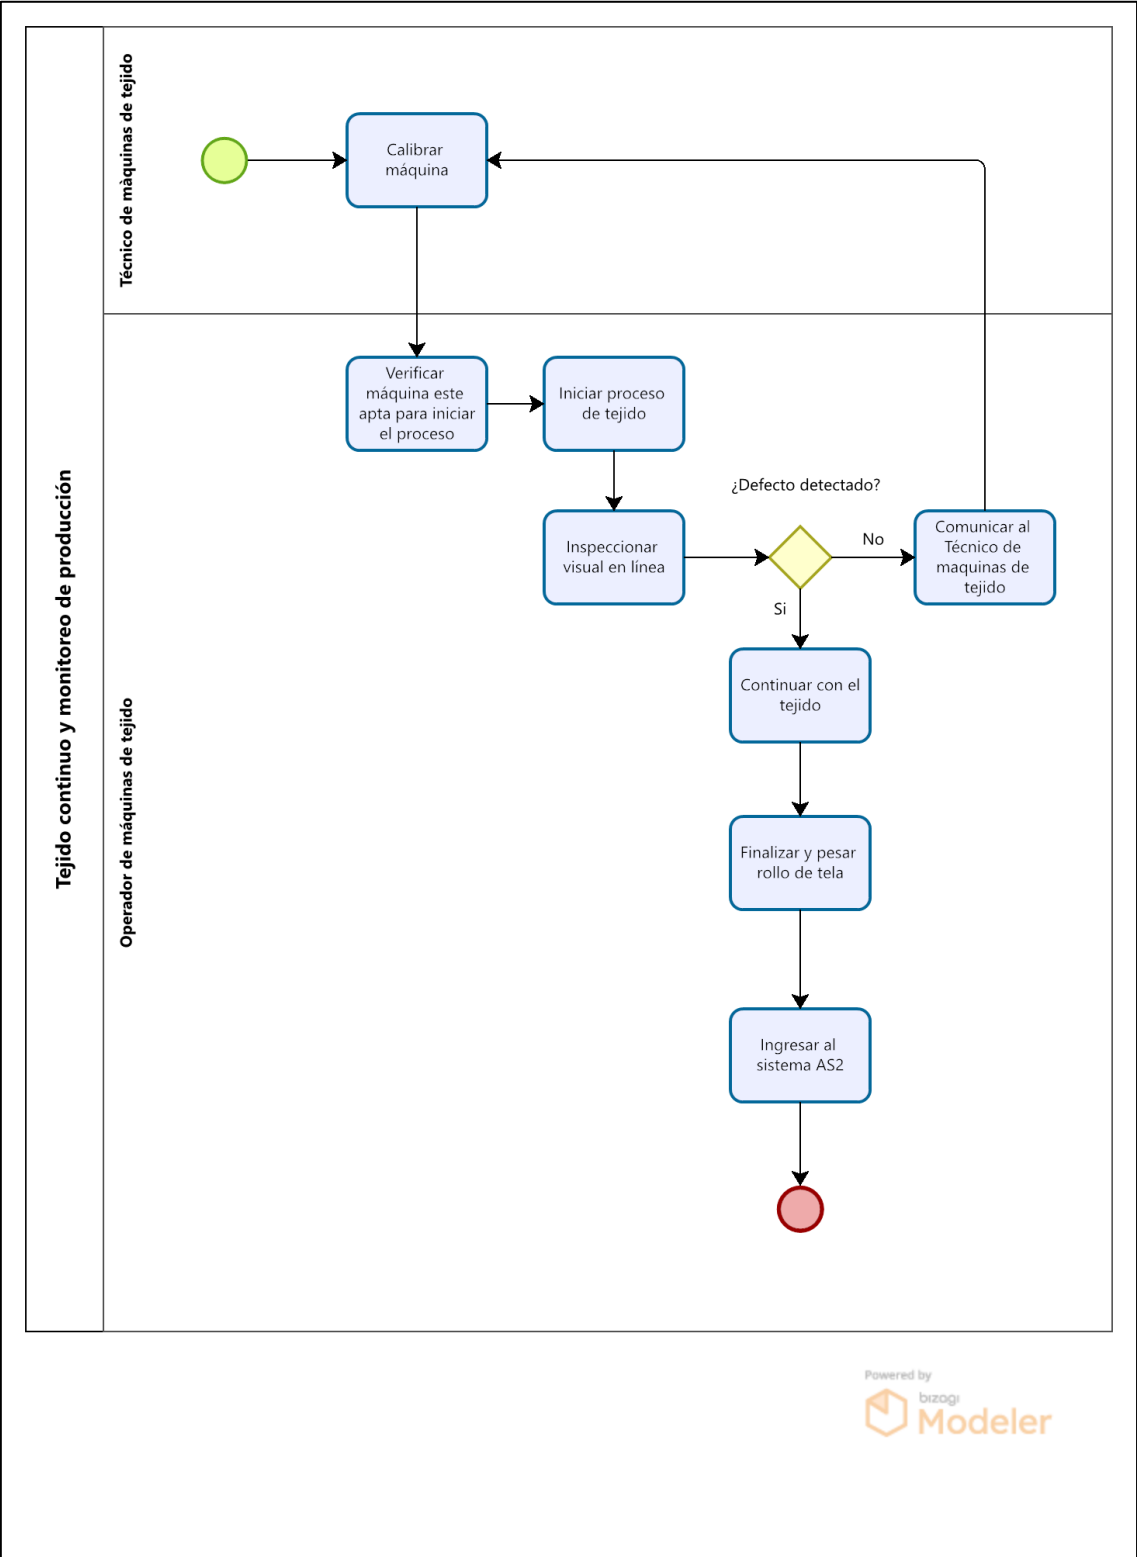 Tejido continuo y monitoreo de producción
Técnico de màquinas de tejido
Calibrar
máquina
Operador de máquinas de tejido
Verificar
máquina este
apta para iniciar
el proceso
Iniciar proceso
de tejido
Inspeccionar
visual en línea
¿Defecto detectado?
No
Comunicar al
Técnico de
maquinas de
tejido
Si
Continuar con el
tejido
Finalizar y pesar
rollo de tela
Ingresar al
sistema AS2
Powered by
bizagi
Modeler